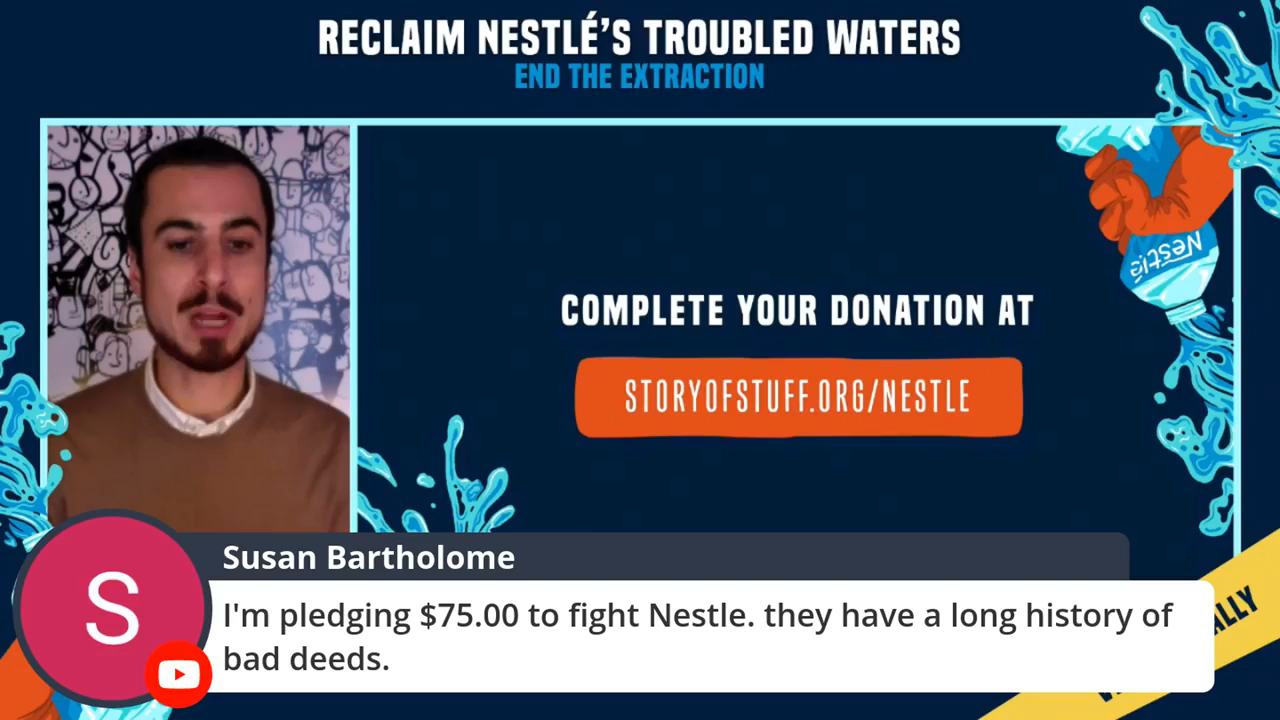 RECLAIM NESTLÉ'S TROUBLED WATERS
END THE EXTRACTION
Nestlé
COMPLETE YOUR DONATION AT
STORYOFSTUFF.ORG/NESTLE
S
Susan Bartholome
I'm pledging $75.00 to fight Nestle. they have a long history of
bad deeds.